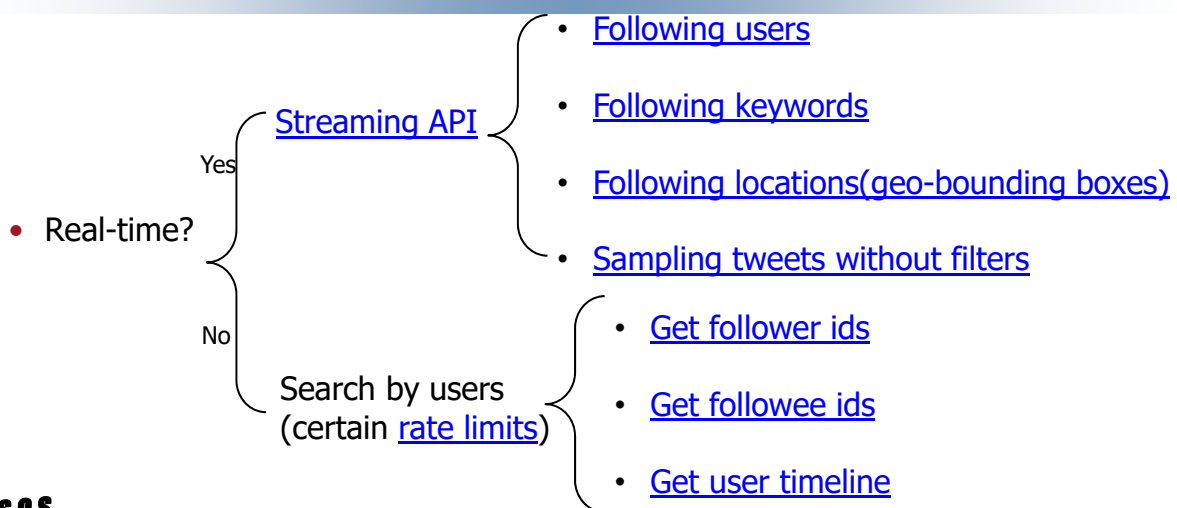 • Real-time?
Yes
Streaming API
• Following users
• Following keywords
• Following locations(geo-bounding boxes)
• Sampling tweets without filters
No
Search by users
(certain rate limits)
• Get follower ids
• Get followee ids
• Get user timeline